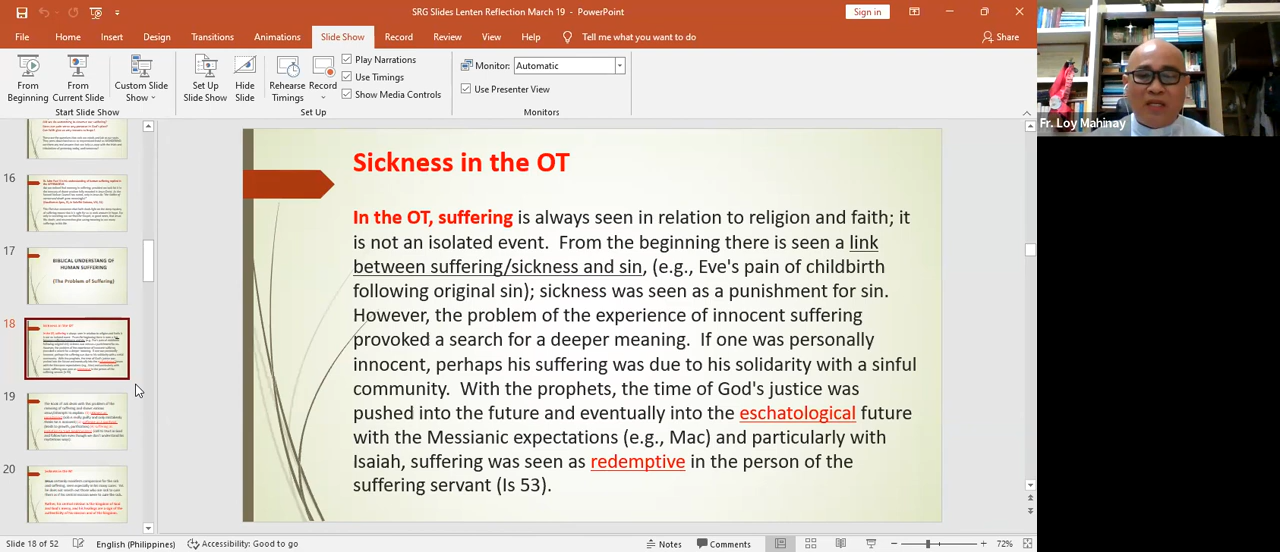 SRG Slides Lenten Reflection March 19 - PowerPoint
Sign in
File Home Insert Design Transitions Animations Slide Show Record Review View Help Tell me what you want to do Share
From Beginning
From Current Slide
Custom Slide Show
Start Slide Show
Set Up Slide Show
Hide Slide
Rehearse Timings
Record
Play Narrations
Use Timings
Show Media Controls
Set Up
Monitor: Automatic
Use Presenter View
Monitors
Fr. Loy Mahinay
16
17
BIBLICAL UNDERSTANG OF
HUMAN SUFFERING
(The Problem of Suffering)
18
19
20
Sickness in the OT
In the OT, suffering is always seen in relation to religion and faith; it
is not an isolated event. From the beginning there is seen a link
between suffering/sickness and sin, (e.g., Eve's pain of childbirth
following original sin); sickness was seen as a punishment for sin.
However, the problem of the experience of innocent suffering
provoked a search for a deeper meaning. If one was personally
innocent, perhaps his suffering was due to his solidarity with a sinful
community. With the prophets, the time of God's justice was
pushed into the future and eventually into the eschatological future
with the Messianic expectations (e.g., Mac) and particularly with
Isaiah, suffering was seen as redemptive in the person of the
suffering servant (Is 53)
Slide 18 of 52 English (Philippines) Accessibility: Good to go Notes Comments 72%